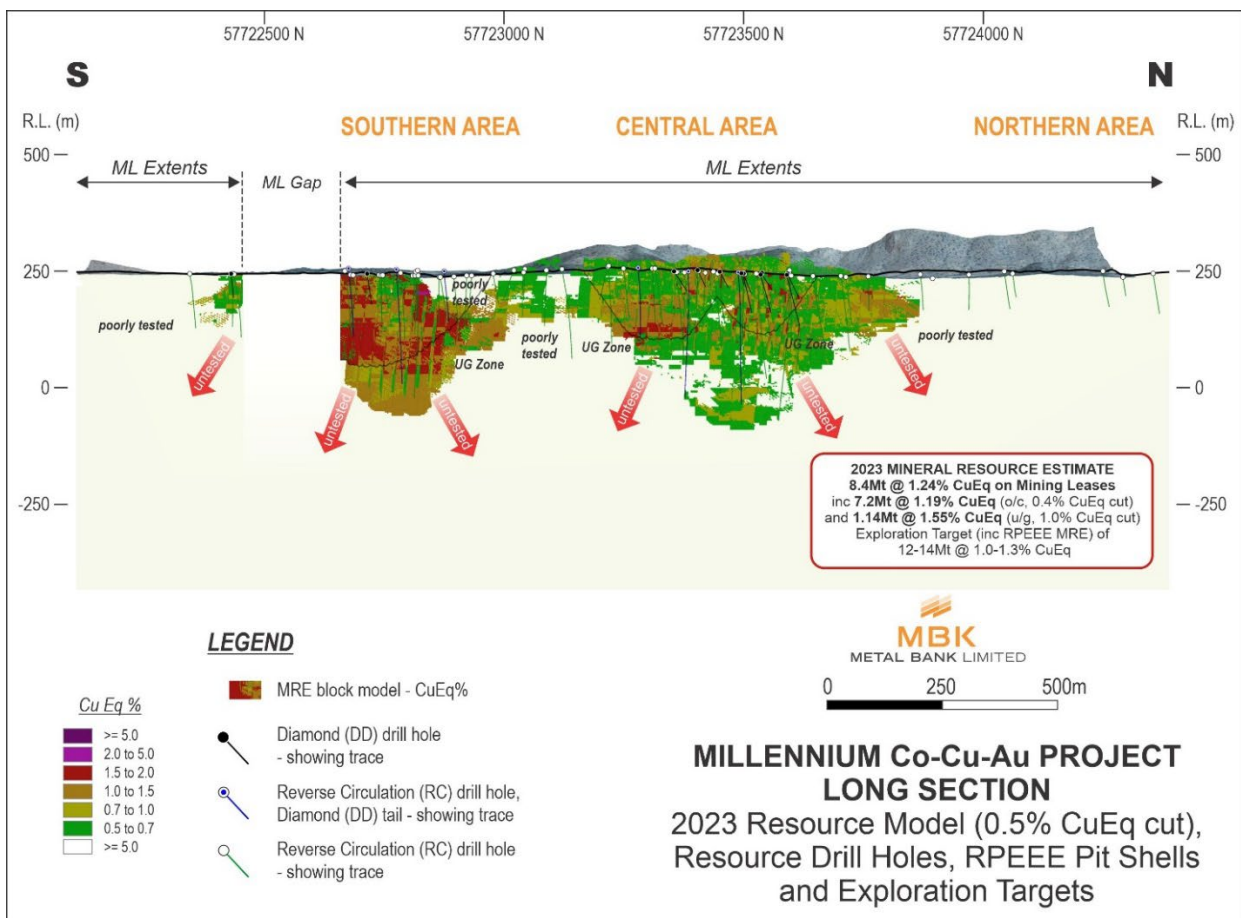 57722500 N
57723000 N
57723500 N
57724000 N
S
N
R.L. (m)
SOUTHERN AREA
CENTRAL AREA
NORTHERN AREA
R.L. (m)
500
500
ML Extents
ML Gap
ML Extents
250
250
poorly tested
poorly
tested
poorly
tested
UG Zone
UG Zone
UG Zone
poorly tested
0
0
untested
untested
untested
untested
untested
untested
-250
-250
2023 MINERAL RESOURCE ESTIMATE
8.4Mt @ 1.24% CuEq on Mining Leases
inc 7.2Mt @ 1.19% CuEq (o/c, 0.4% CuEq cut)
and 1.14Mt @ 1.55% CuEq (u/g, 1.0% CuEq cut)
Exploration Target (inc RPEEE MRE) of
12-14Mt @ 1.0-1.3% CuEq
MBK
METAL BANK LIMITED
0 250 500m
LEGEND
MRE block model - CuEq%
Diamond (DD) drill hole
- showing trace
Reverse Circulation (RC) drill hole,
Diamond (DD) tail - showing trace
Reverse Circulation (RC) drill hole
- showing trace
Cu Eq %
>= 5.0
2.0 to 5.0
1.5 to 2.0
1.0 to 1.5
0.7 to 1.0
0.5 to 0.7
>= 5.0
MILLENNIUM Co-Cu-Au PROJECT
LONG SECTION
2023 Resource Model (0.5% CuEq cut),
Resource Drill Holes, RPEEE Pit Shells
and Exploration Targets